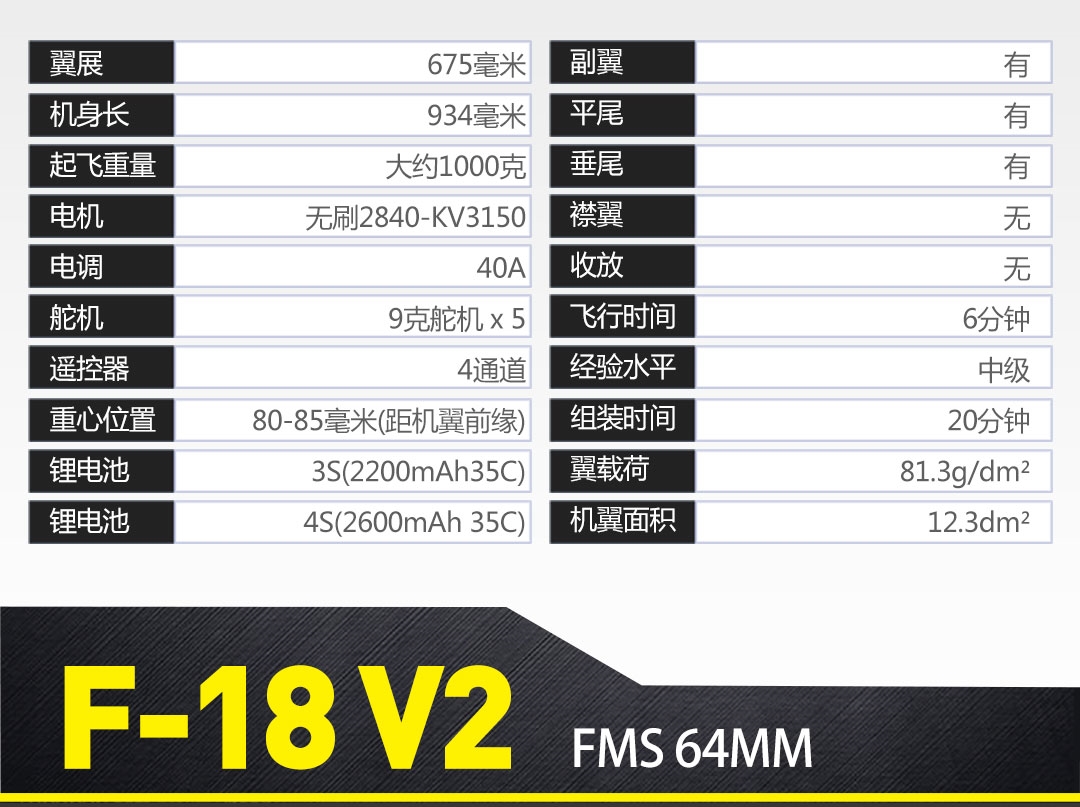 翼展 675毫米
机身长 934毫米
起飞重量 大约1000克
电机 无刷2840-KV3150
电调 40A
舵机 9克舵机 x 5
遥控器 4通道
重心位置 80-85毫米(距机翼前缘)
锂电池 3S(2200mAh35C)
锂电池 4S(2600mAh 35C)
副翼 有
平尾 有
垂尾 有
襟翼 无
收放 无
飞行时间 6分钟
经验水平 中级
组装时间 20分钟
翼载荷 81.3g/dm²
机翼面积 12.3dm²
F-18 V2 FMS 64MM